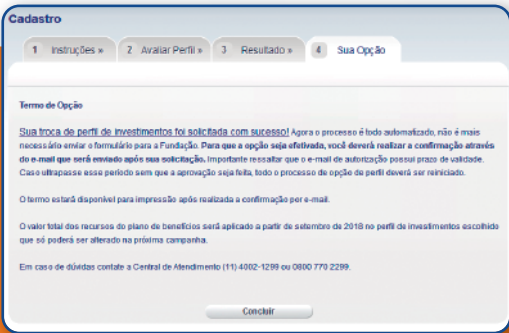 Cadastro
1 Instruções » 2 Avaliar Perfil » 3 Resultado » 4 Sua Opção
Termo de Opção
Sua troca de perfil de investimentos foi solicitada com sucesso! Agora o processo é todo automatizado, não é mais
necessário enviar o formulário para a Fundação. Para que a opção seja efetivada, você deverá realizar a confirmação através
do e-mail que será enviado após sua solicitação. Importante ressaltar que o e-mail de autorização possui prazo de validade.
Caso ultrapasse esse período sem que a aprovação seja feita, todo o processo de opção de perfil deverá ser reiniciado.
O termo estará disponível para impressão após realizada a confirmação por e-mail.
O valor total dos recursos do plano de benefícios será aplicado a partir de setembro de 2018 no perfil de investimentos escolhido
que só poderá ser alterado na próxima campanha.
Em caso de dúvidas contate a Central de Atendimento (11) 4002-1299 ou 0800 770 2299.
Concluir